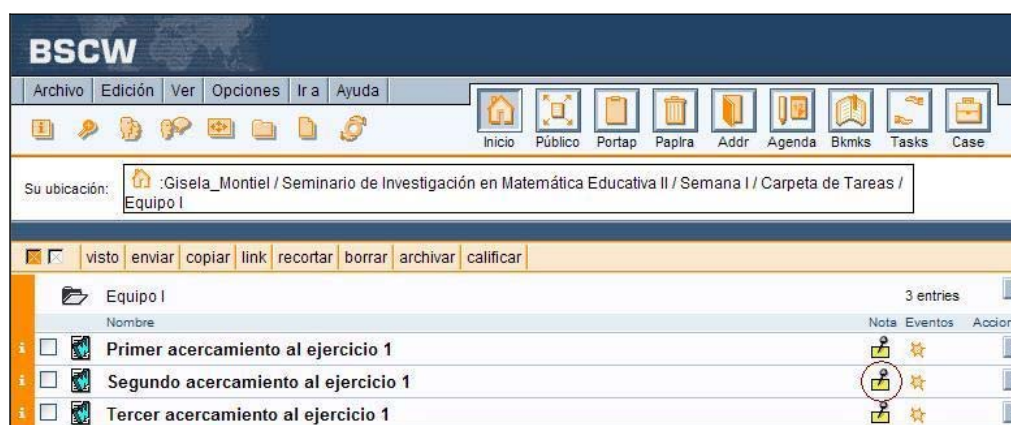 BSCW
Archivo Edición Ver Opciones Ir a Ayuda
Inicio Público Portap Paplra Addr Agenda Bkmks Tasks Case
Su ubicación: :Gisela_Montiel / Seminario de Investigación en Matemática Educativa II / Semana I / Carpeta de Tareas /
Equipo I
visto enviar copiar link recortar borrar archivar calificar
Equipo I 3 entries
Nombre Nota Eventos Accion
Primer acercamiento al ejercicio 1
Segundo acercamiento al ejercicio 1
Tercer acercamiento al ejercicio 1